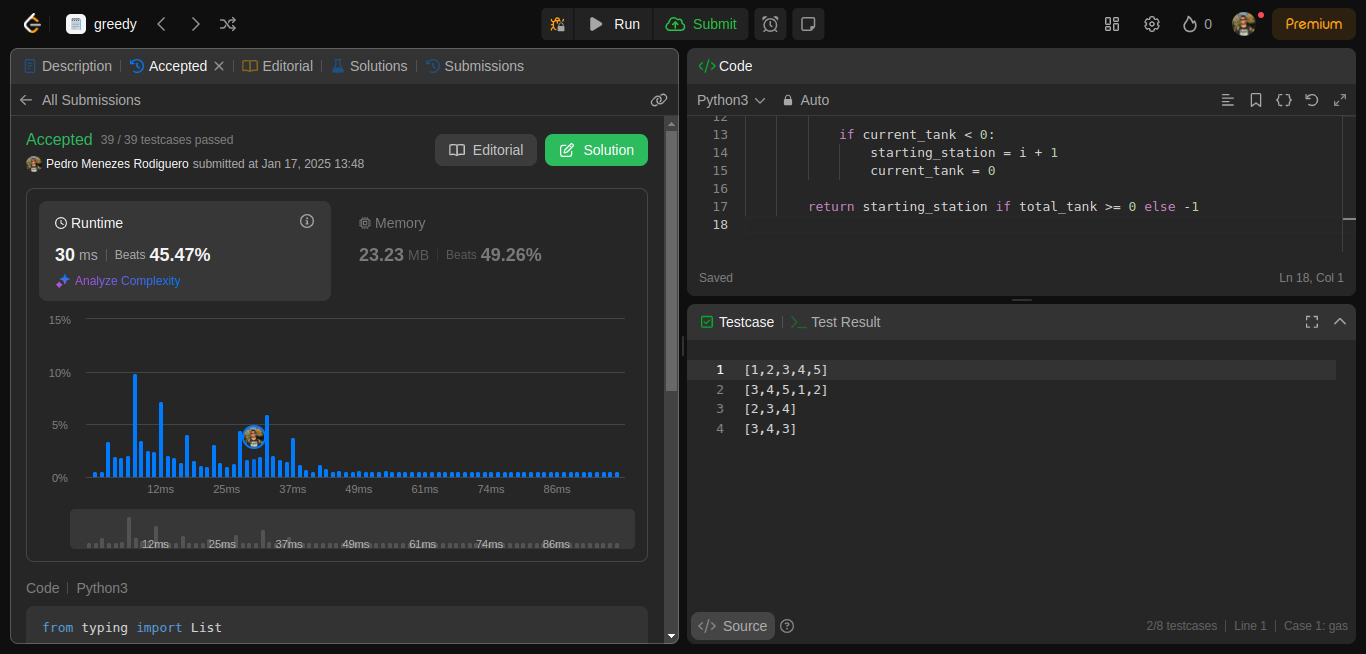 greedy
Run
Submit
0
Premium
Description
Accepted
Editorial
Solutions
Submissions
All Submissions
Accepted 39 / 39 testcases passed
Pedro Menezes Rodiguero submitted at Jan 17, 2025 13:48
Editorial
Solution
Runtime
30 ms Beats 45.47%
Analyze Complexity
Memory
23.23 MB Beats 49.26%
15%
10%
5%
0%
12ms 25ms 37ms 49ms 61ms 74ms 86ms
12ms 25ms 37ms 49ms 61ms 74ms 86ms
Code Python3
from typing import List
</> Code
Python3 Auto
12
13 if current_tank < 0:
14 starting_station = i + 1
15 current_tank = 0
16
17 return starting_station if total_tank >= 0 else -1
18
Saved
Ln 18, Col 1
Testcase
>_ Test Result
1 [1,2,3,4,5]
2 [3,4,5,1,2]
3 [2,3,4]
4 [3,4,3]
</> Source
?
2/8 testcases Line 1 Case 1: gas